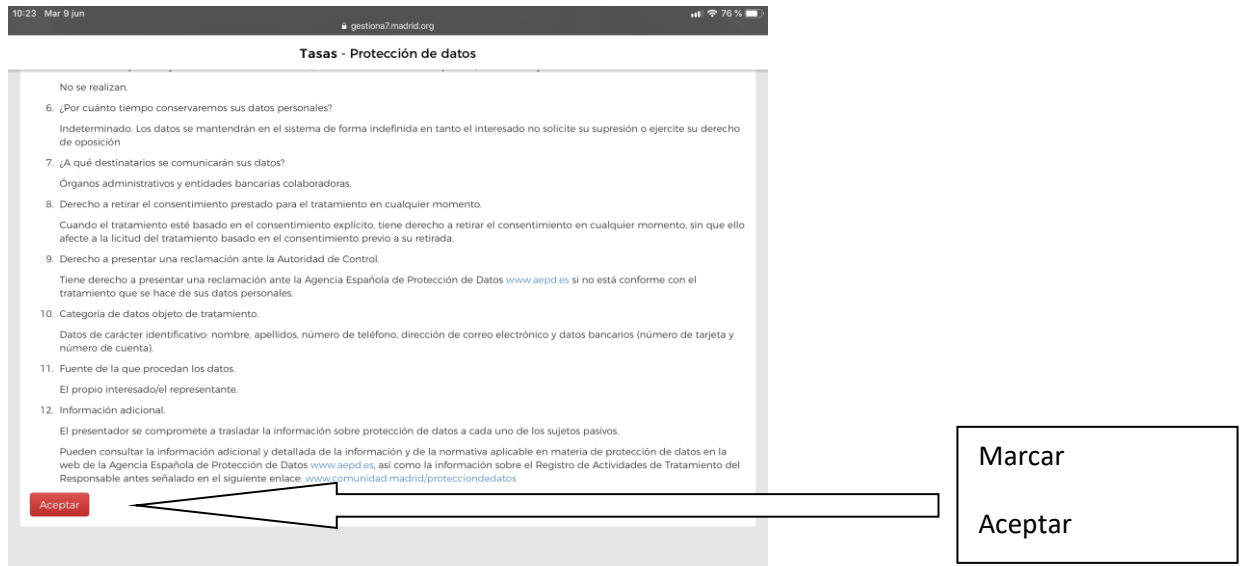 10:23 Mar 9 jun
76 %
gestiona7.madrid.org
Tasas - Protección de datos
No se realizan.
6. ¿Por cuánto tiempo conservaremos sus datos personales?
Indeterminado. Los datos se mantendrán en el sistema de forma indefinida en tanto el interesado no solicite su supresión o ejercite su derecho
de oposición
7. ¿A qué destinatarios se comunicarán sus datos?
Órganos administrativos y entidades bancarias colaboradoras.
8. Derecho a retirar el consentimiento prestado para el tratamiento en cualquier momento.
Cuando el tratamiento esté basado en el consentimiento explícito, tiene derecho a retirar el consentimiento en cualquier momento, sin que ello
afecte a la licitud del tratamiento basado en el consentimiento previo a su retirada.
9. Derecho a presentar una reclamación ante la Autoridad de Control.
Tiene derecho a presentar una reclamación ante la Agencia Española de Protección de Datos www.aepd.es si no está conforme con el
tratamiento que se hace de sus datos personales.
10. Categoría de datos objeto de tratamiento.
Datos de carácter identificativo: nombre, apellidos, número de teléfono, dirección de correo electrónico y datos bancarios (número de tarjeta y
número de cuenta).
11. Fuente de la que procedan los datos.
El propio interesado/el representante.
12. Información adicional.
El presentador se compromete a trasladar la información sobre protección de datos a cada uno de los sujetos pasivos.
Pueden consultar la información adicional y detallada de la información y de la normativa aplicable en materia de protección de datos en la
web de la Agencia Española de Protección de Datos www.aepd.es, así como la información sobre el Registro de Actividades de Tratamiento del
Responsable antes señalado en el siguiente enlace: www.comunidad.madrid/protecciondedatos
Aceptar
Marcar
Aceptar